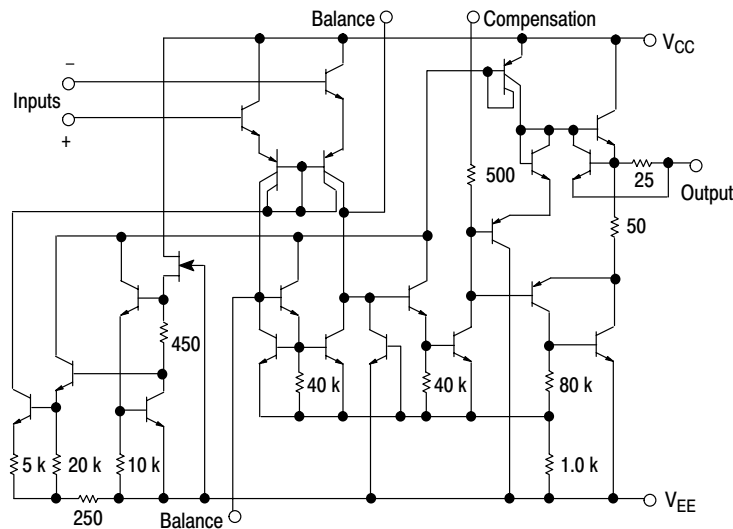 Balance
Compensation
VCC
−
Inputs
+
500
25
Output
50
450
40 k
40 k
80 k
5 k
20 k
10 k
1.0 k
250
VEE
Balance